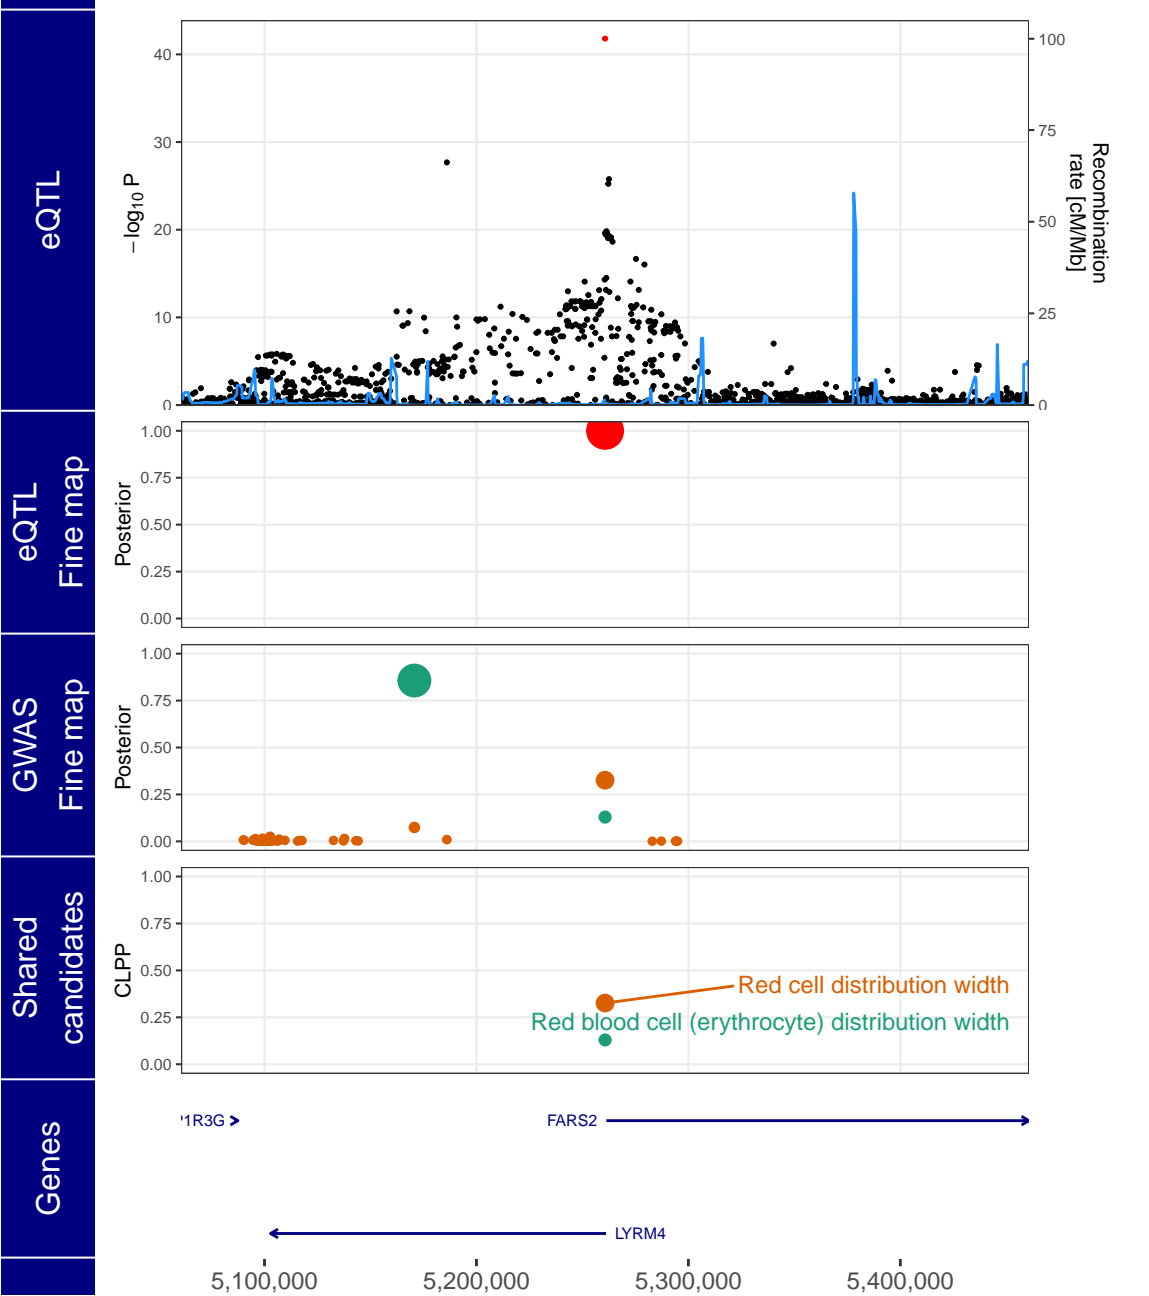 eQTL
−log10 P
40
30
20
10
0
100
75
50
25
0
Recombination
rate [cM/Mb]
eQTL
Fine map
Posterior
1.00
0.75
0.50
0.25
0.00
GWAS
Fine map
Posterior
1.00
0.75
0.50
0.25
0.00
Shared
candidates
CLPP
1.00
0.75
0.50
0.25
0.00
Red cell distribution width
Red blood cell (erythrocyte) distribution width
Genes
1R3G
FARS2
LYRM4
5,100,000
5,200,000
5,300,000
5,400,000